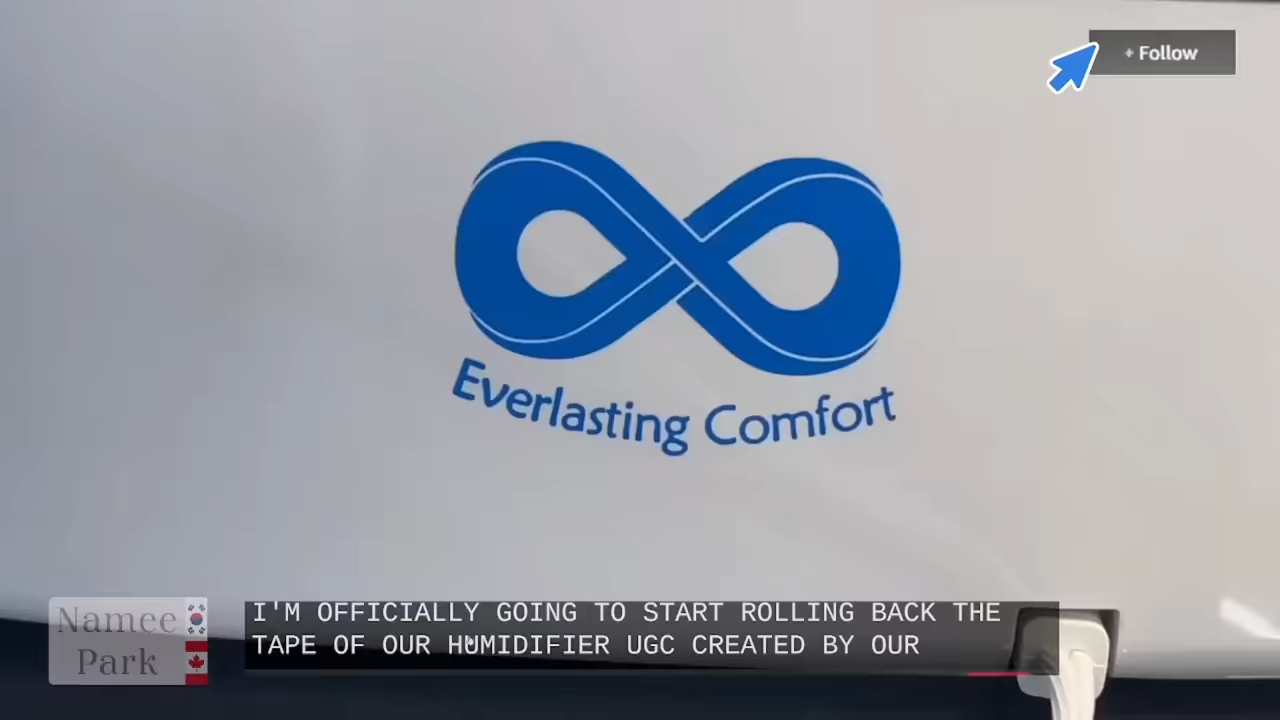 + Follow
Everlasting Comfort
Namee
Park
I'M OFFICIALLY GOING TO START ROLLING BACK THE
TAPE OF OUR HUMIDIFIER UGC CREATED BY OUR